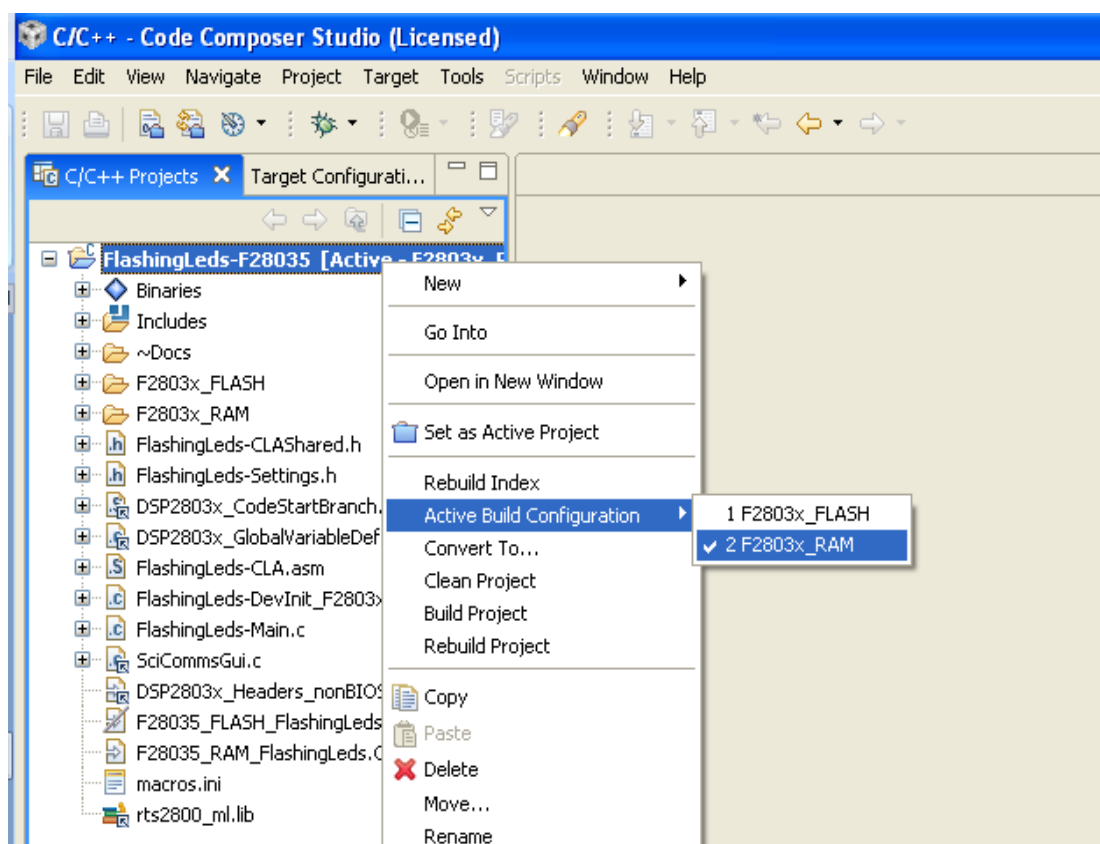 C/C++ - Code Composer Studio (Licensed)
File Edit View Navigate Project Target Tools Scripts Window Help
C/C++ Projects Target Configurati...
FlashingLeds-F28035 [Active - F2803x
Binaries
Includes
~Docs
F2803x_FLASH
F2803x_RAM
FlashingLeds-CLAShared.h
FlashingLeds-Settings.h
DSP2803x_CodeStartBranch.
DSP2803x_GlobalVariableDef
FlashingLeds-CLA.asm
FlashingLeds-DevInit_F2803x
FlashingLeds-Main.c
SciCommsGui.c
DSP2803x_Headers_nonBIOS
F28035_FLASH_FlashingLeds
F28035_RAM_FlashingLeds.C
macros.ini
rts2800_ml.lib
New
Go Into
Open in New Window
Set as Active Project
Rebuild Index
Active Build Configuration
Convert To...
Clean Project
Build Project
Rebuild Project
Copy
Paste
Delete
Move...
Rename
1 F2803x_FLASH
2 F2803x_RAM